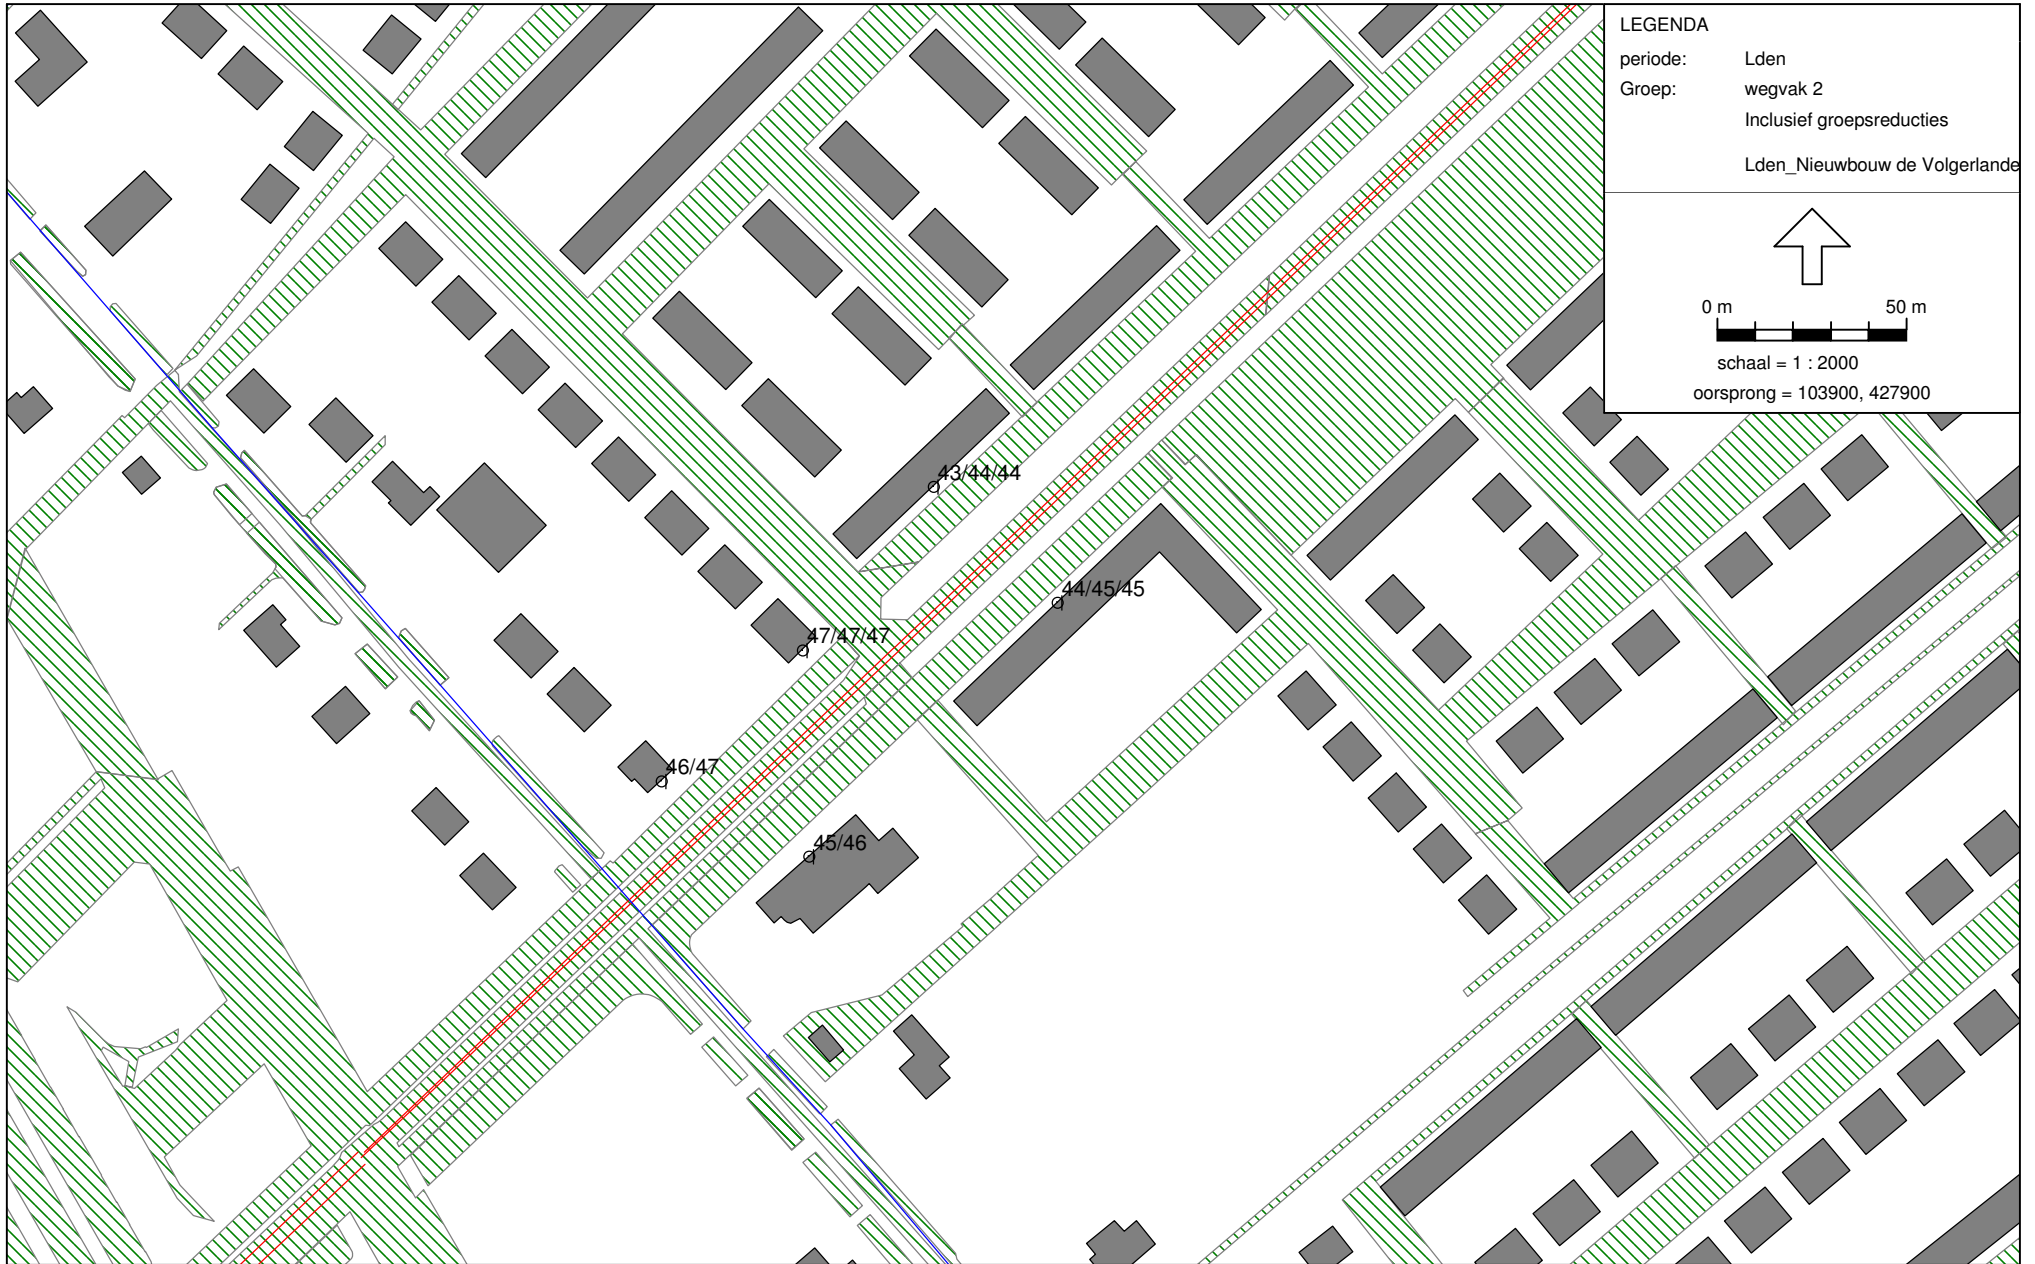 LEGENDA
periode: Lden
Groep: wegvak 2
Inclusief groepsreducties
Lden_Nieuwbouw de Volgerlande
0 m 50 m
schaal = 1 : 2000
oorsprong = 103900, 427900
43/44/44
44/45/45
47/47/47
46/47
45/46